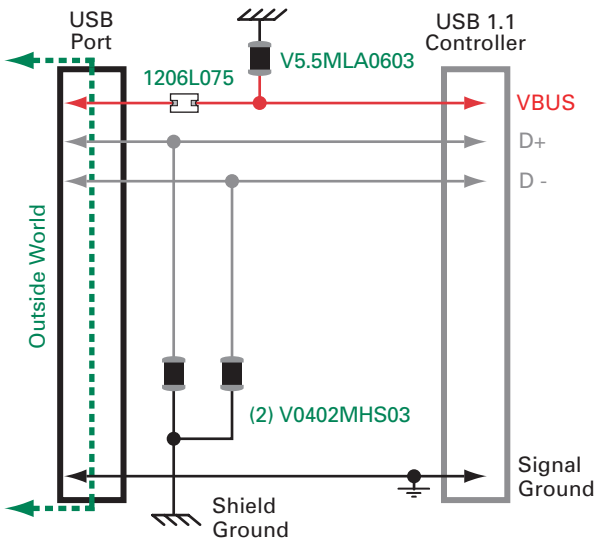 USB
Port
USB 1.1
Controller
V5.5MLA0603
1206L075
VBUS
D+
D -
Outside World
(2) V0402MHS03
Signal
Ground
Shield
Ground